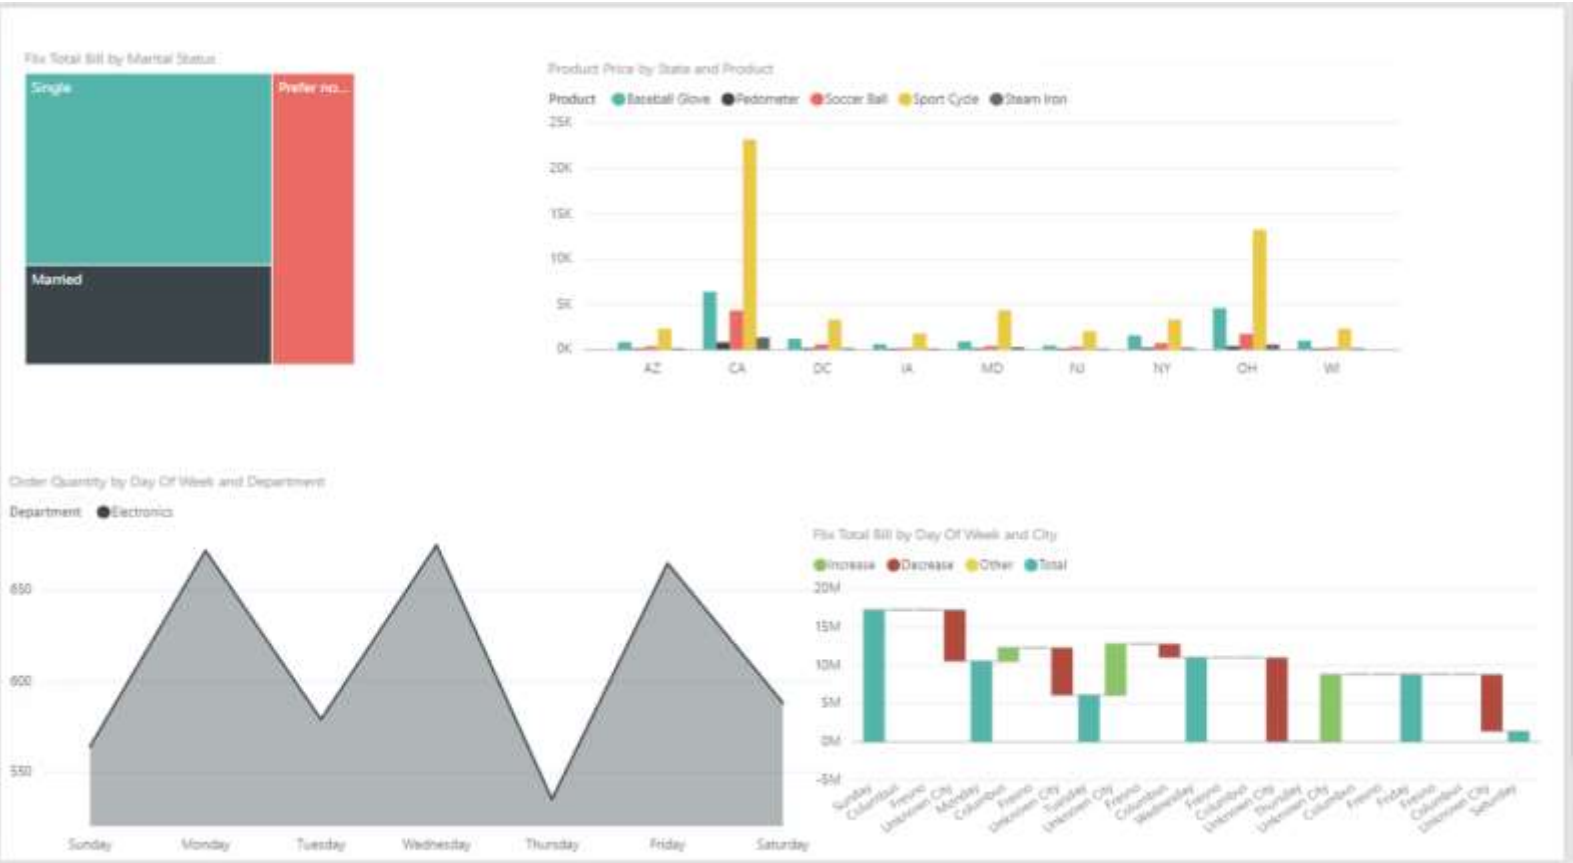 Flix Total Bill by Marital Status
Single
Prefer no...
Married
Product Price by State and Product
Product Baseball Glove Pedometer Soccer Ball Sport Cycle Steam Iron
25K
20K
15K
10K
5K
0K
AZ CA DC IA MD NJ NY OH WI
Order Quantity by Day Of Week and Department
Department Electronics
650
600
550
Sunday Monday Tuesday Wednesday Thursday Friday Saturday
Flix Total Bill by Day Of Week and City
Increase Decrease Other Total
20M
15M
10M
5M
0M
-5M
Sunday Columbus Fresno Unknown City Monday Columbus Fresno Unknown City Tuesday Unknown City Fresno Columbus Wednesday Fresno Columbus Unknown City Thursday Unknown City Columbus Fresno Friday Fresno Columbus Unknown City Saturday